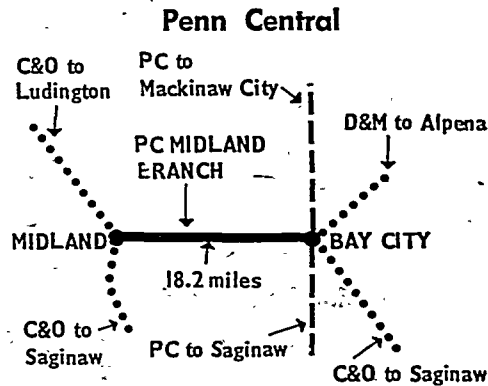 Penn Central
C&O to
Ludington
PC to
Mackinaw City
D&M to Alpena
PC MIDLAND
ERANCH
MIDLAND
BAY CITY
18.2 miles
C&O to
Saginaw
PC to Saginaw
C&O to Saginaw